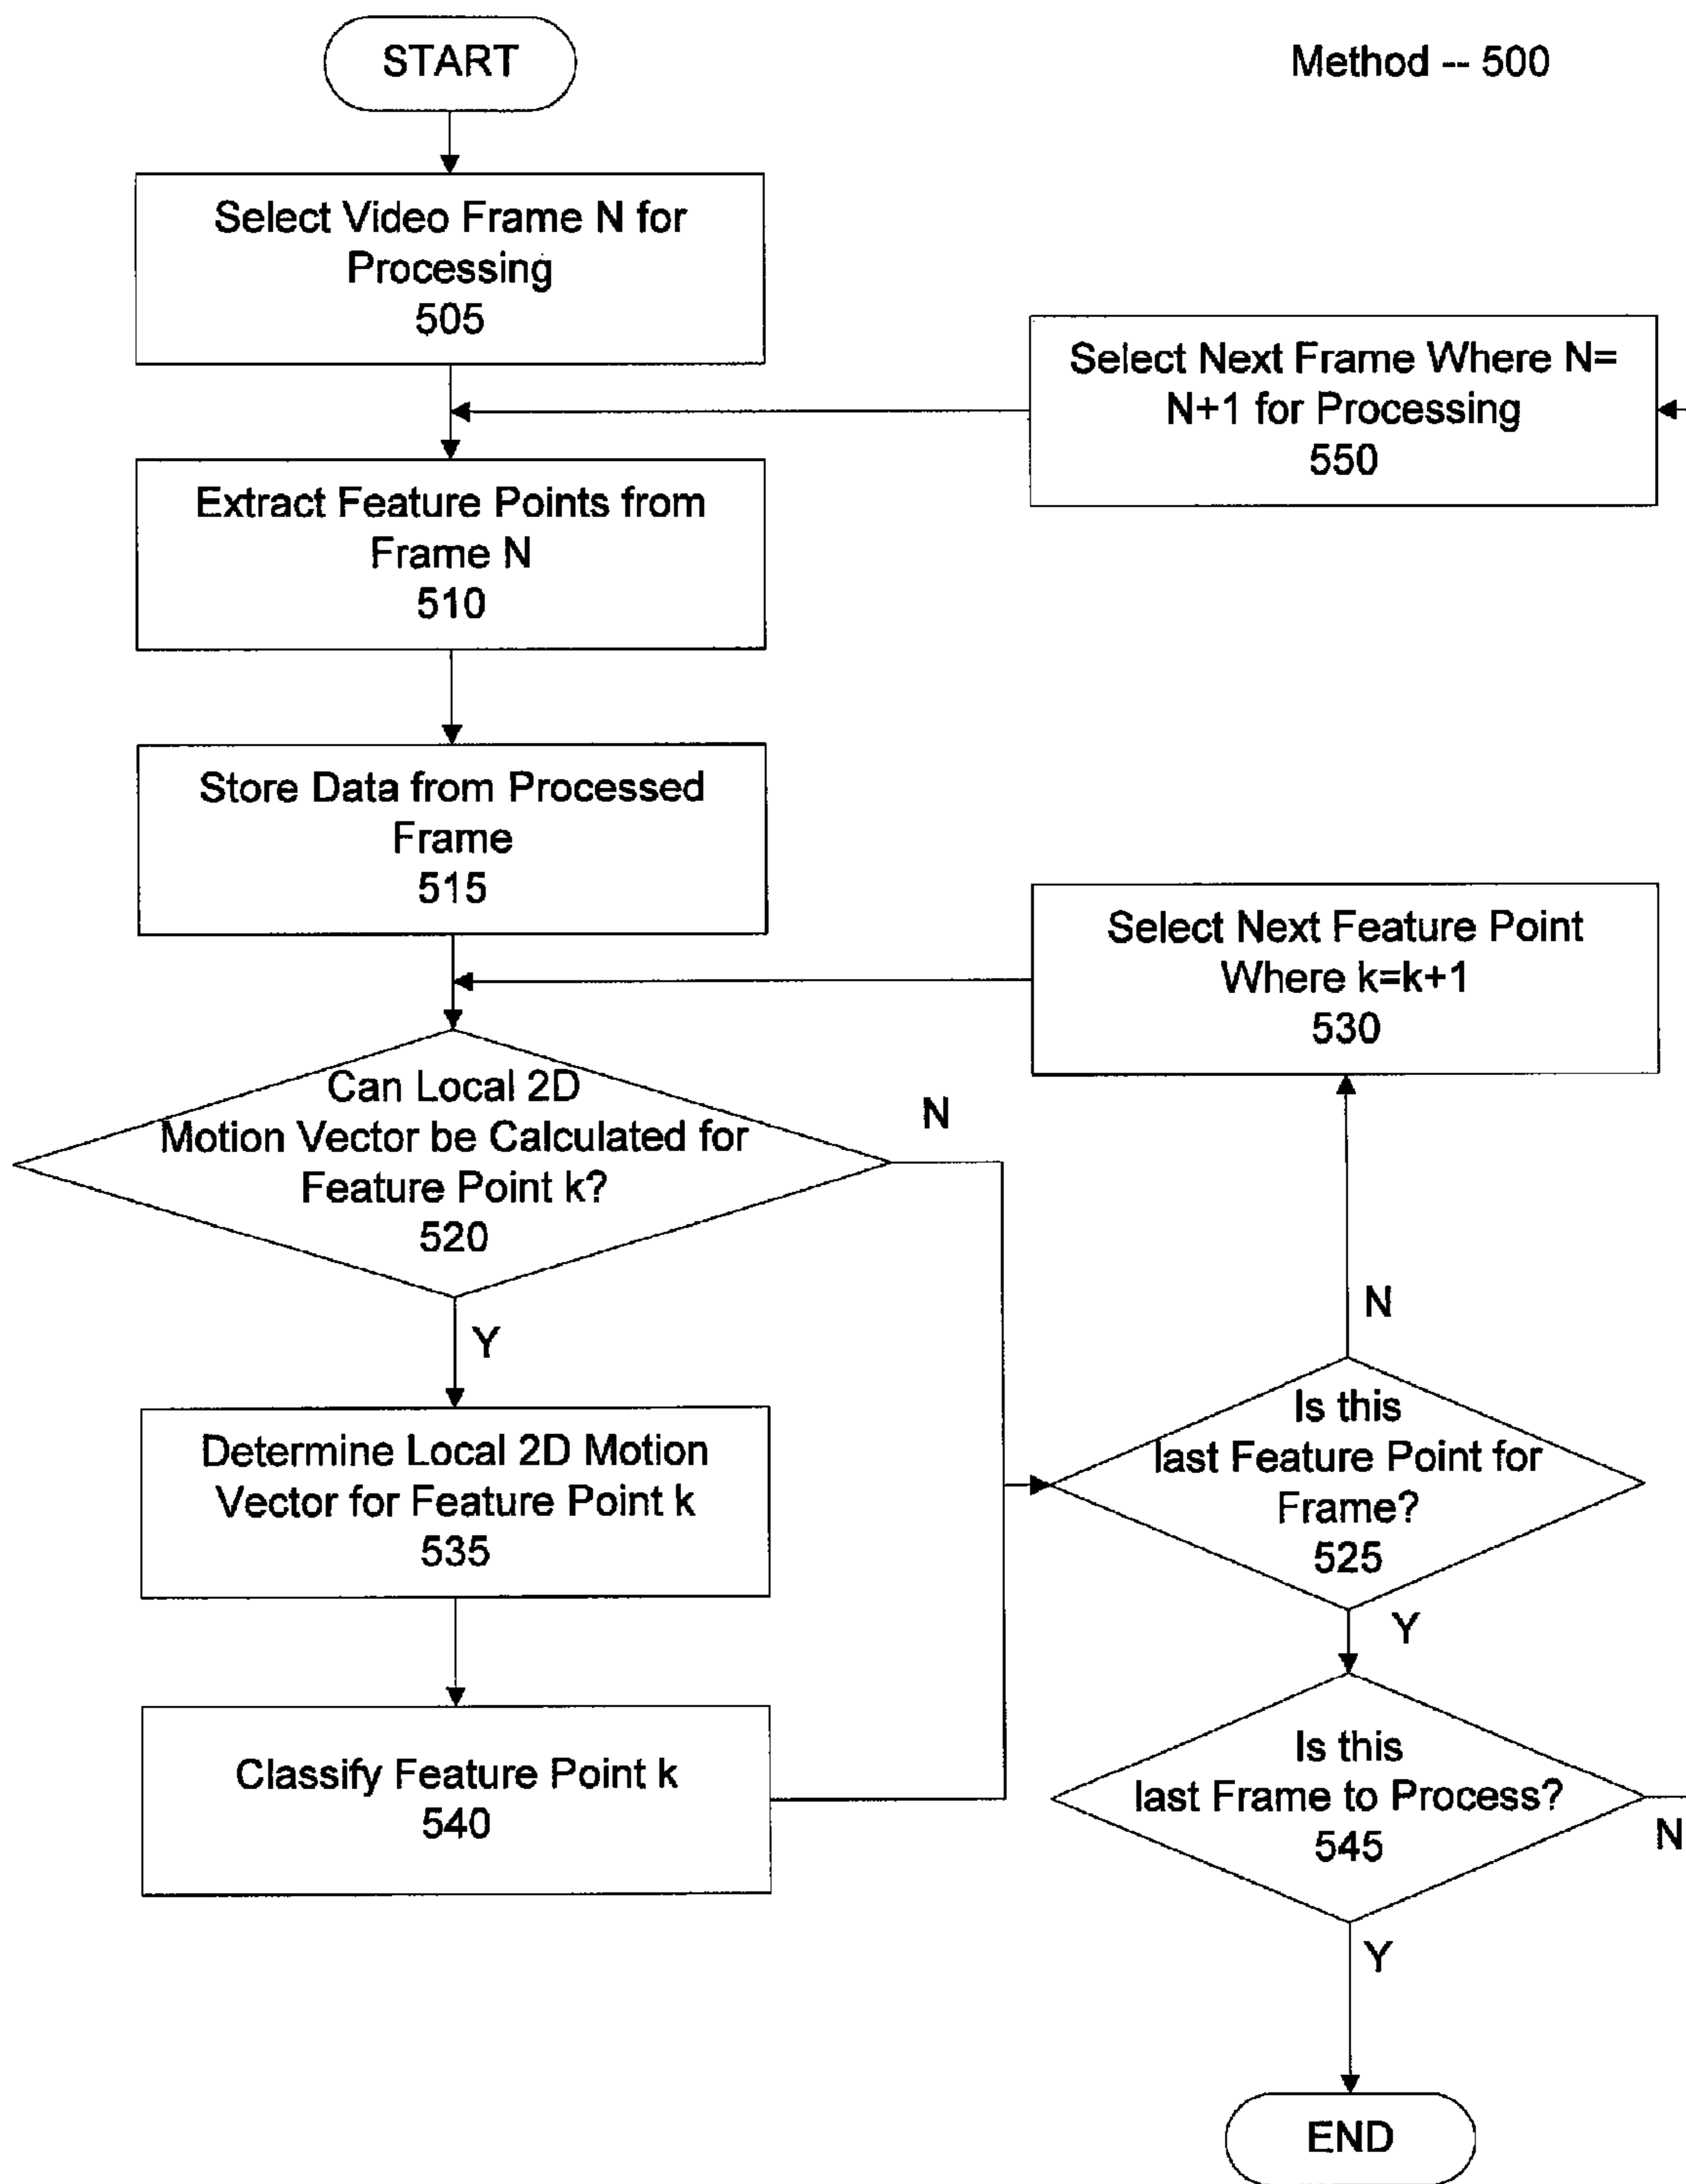 START
Method -- 500
Select Video Frame N for
Processing
505
Select Next Frame Where N=
N+1 for Processing
550
Extract Feature Points from
Frame N
510
Store Data from Processed
Frame
515
Select Next Feature Point
Where k=k+1
530
Can Local 2D
Motion Vector be Calculated for
Feature Point k?
520
N
Y
N
Determine Local 2D Motion
Vector for Feature Point k
535
Is this
last Feature Point for
Frame?
525
Y
Classify Feature Point k
540
Is this
last Frame to Process?
545
N
Y
END